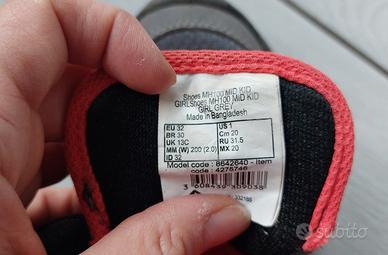 Shoes MH100 MID KID
GIRLShoes MH100 MID KID
GIRL GREY
Made in Bangladesh
EU 32 US 1
BR 30 Cm 20
UK 13C RU 31.5
MM (W) 200 (2.0) MX 20
ID 32
Model code : 8642640 - Item
code : 4275746
subito